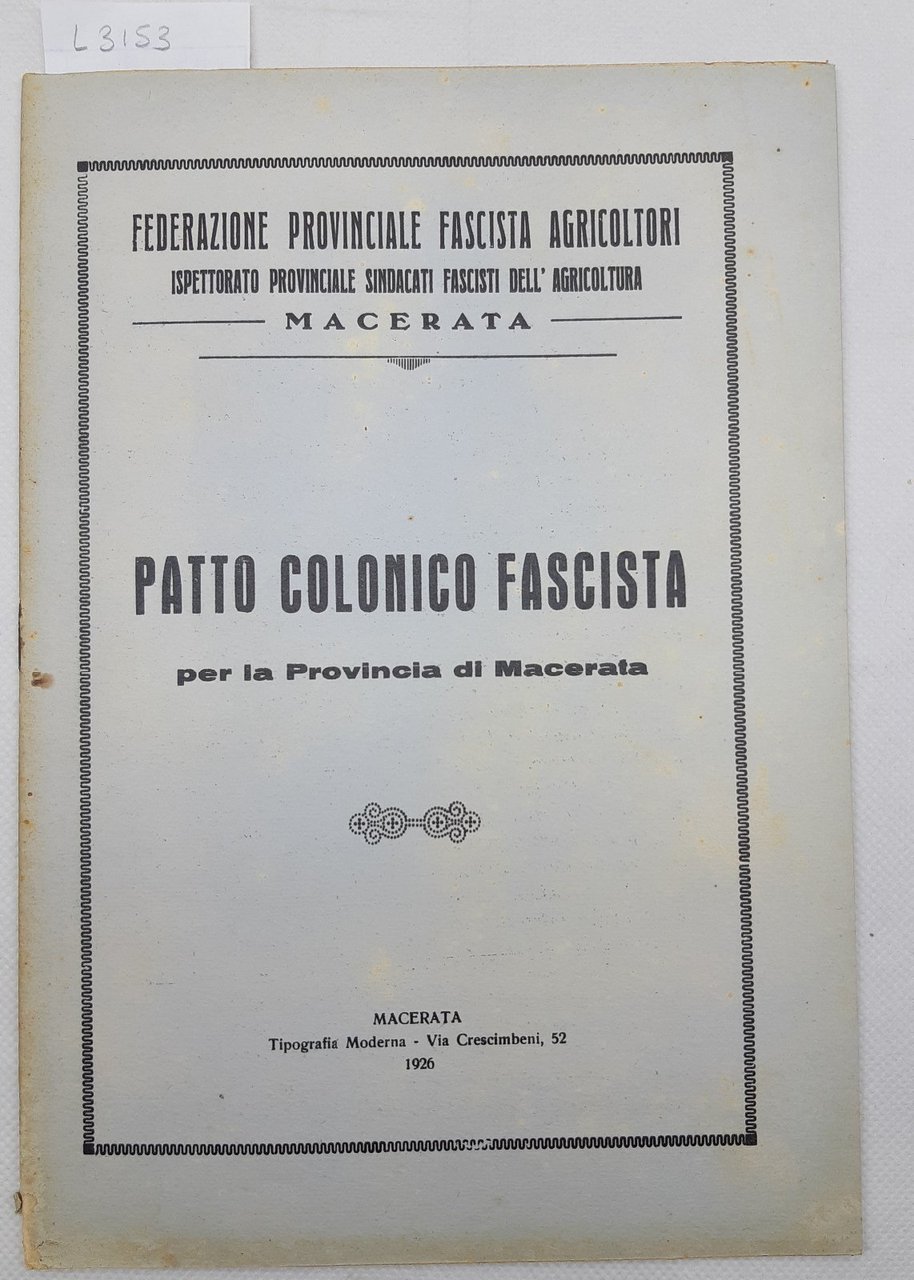 L3153
FEDERAZIONE PROVINCIALE FASCISTA AGRICOLTORI
ISPETTORATO PROVINCIALE SINDACATI FASCISTI DELL' AGRICOLTURA
MACERATA
PATTO COLONICO FASCISTA
per la Provincia di Macerata
MACERATA
Tipografia Moderna - Via Crescimbeni, 52
1926